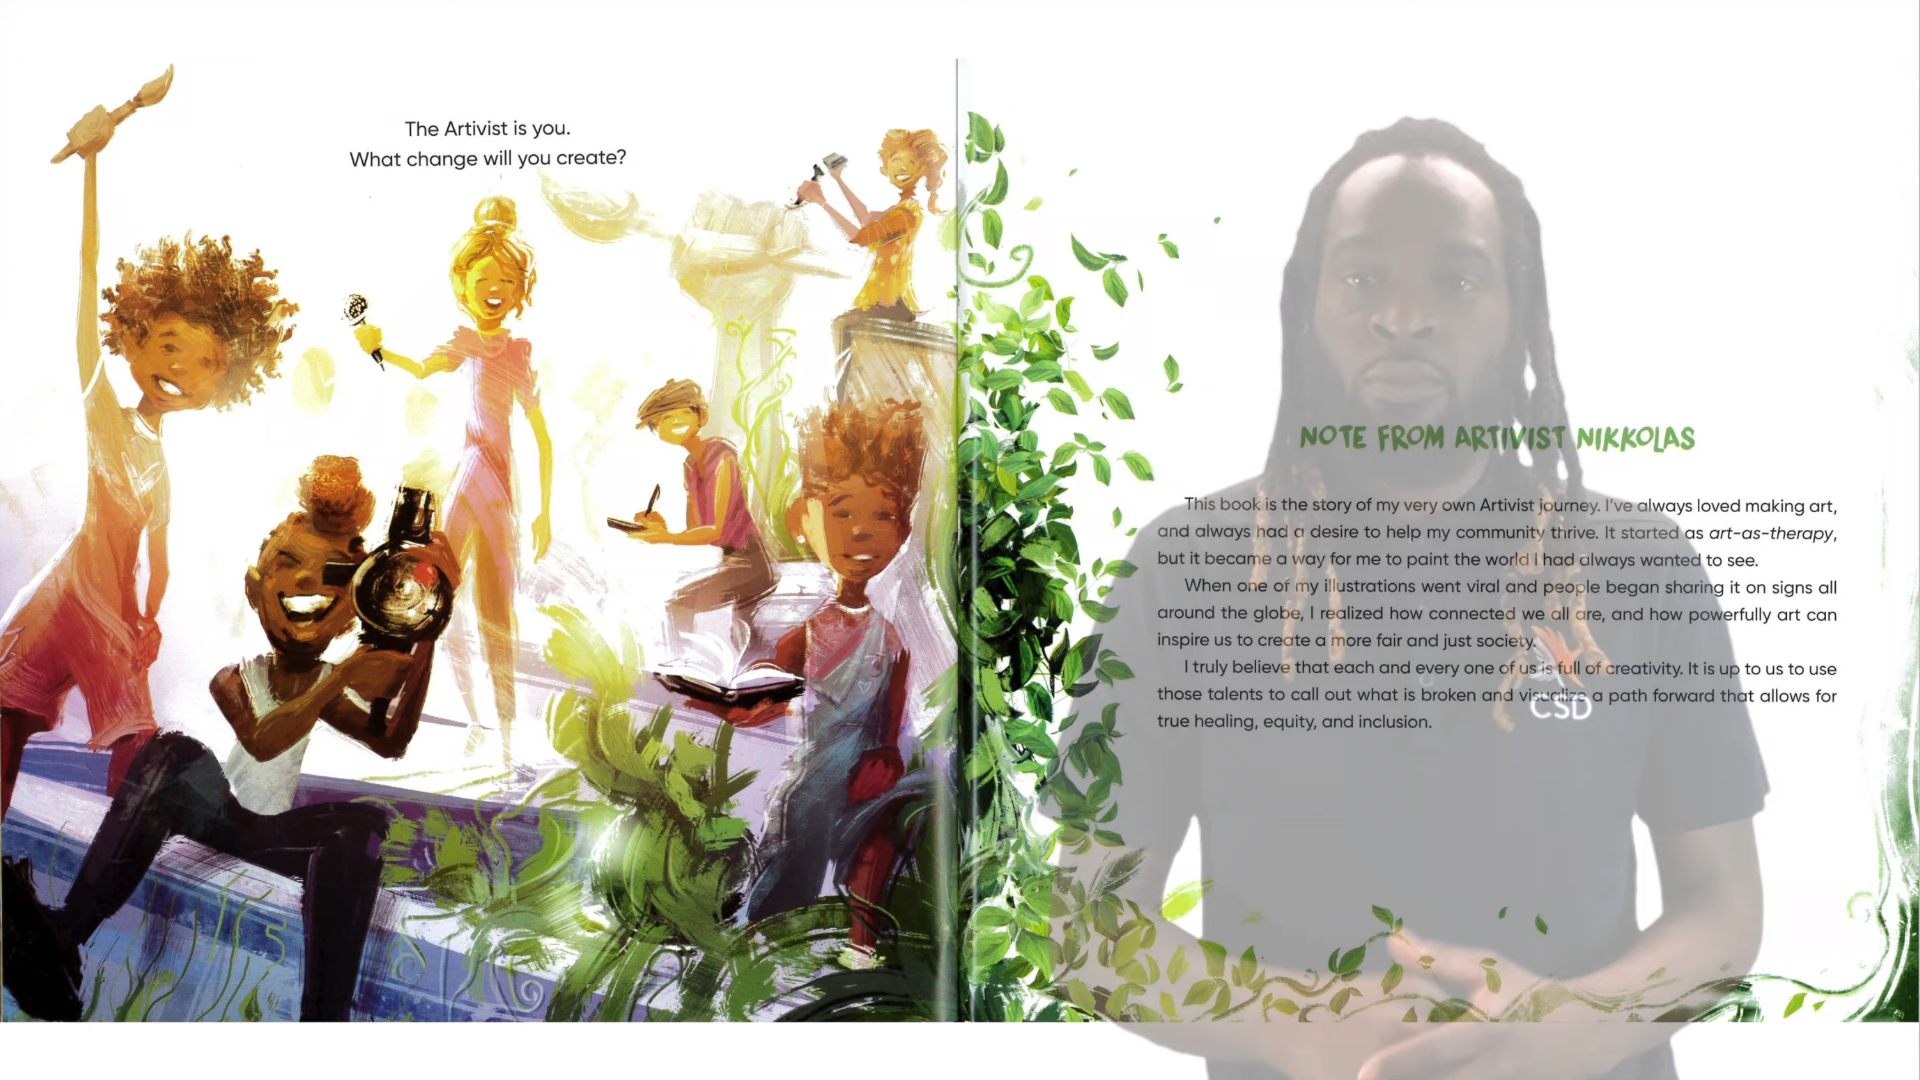 The Artivist is you.
What change will you create?
NOTE FROM ARTIVIST NIKKOLAS
This book is the story of my very own Artivist journey. I've always loved making art,
and always had a desire to help my community thrive. It started as art-as-therapy,
but it became a way for me to paint the world I had always wanted to see.
When one of my illustrations went viral and people began sharing it on signs all
around the globe, I realized how connected we all are, and how powerfully art can
inspire us to create a more fair and just society.
I truly believe that each and every one of us is full of creativity. It is up to us to use
those talents to call out what is broken and visualize a path forward that allows for
true healing, equity, and inclusion.
CSD